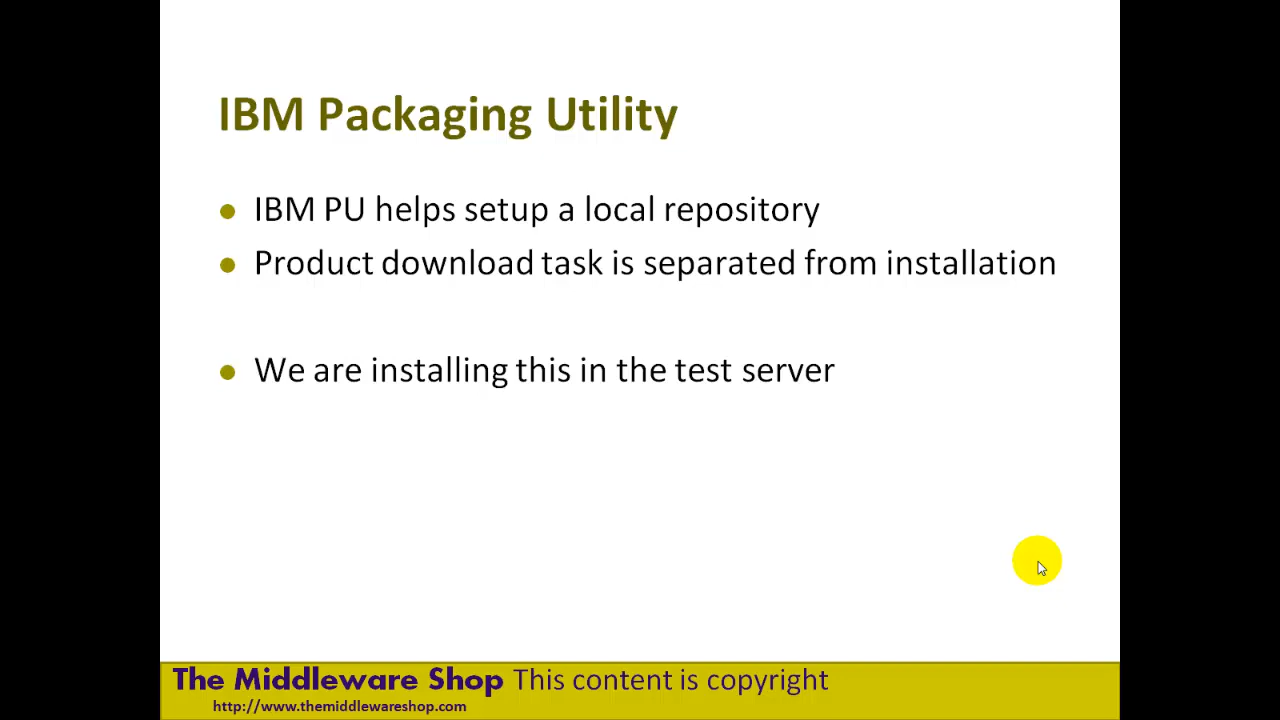 IBM Packaging Utility
IBM PU helps setup a local repository
Product download task is separated from installation
We are installing this in the test server
The Middleware Shop This content is copyright
http://www.themiddlewareshop.com